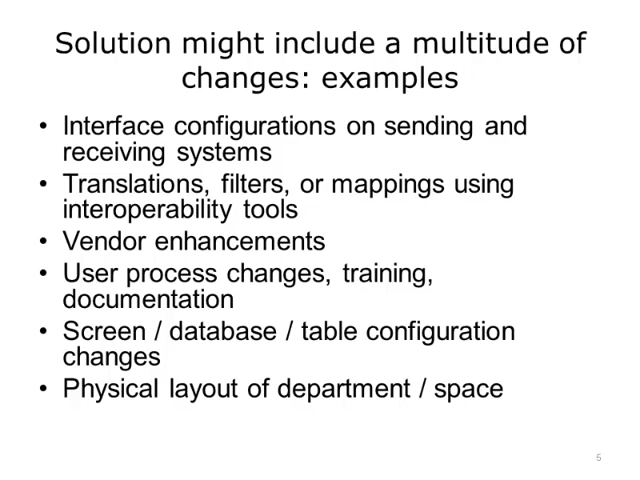 Solution might include a multitude of
changes: examples
• Interface configurations on sending and
receiving systems
• Translations, filters, or mappings using
interoperability tools
• Vendor enhancements
• User process changes, training,
documentation
• Screen / database / table configuration
changes
• Physical layout of department / space
5